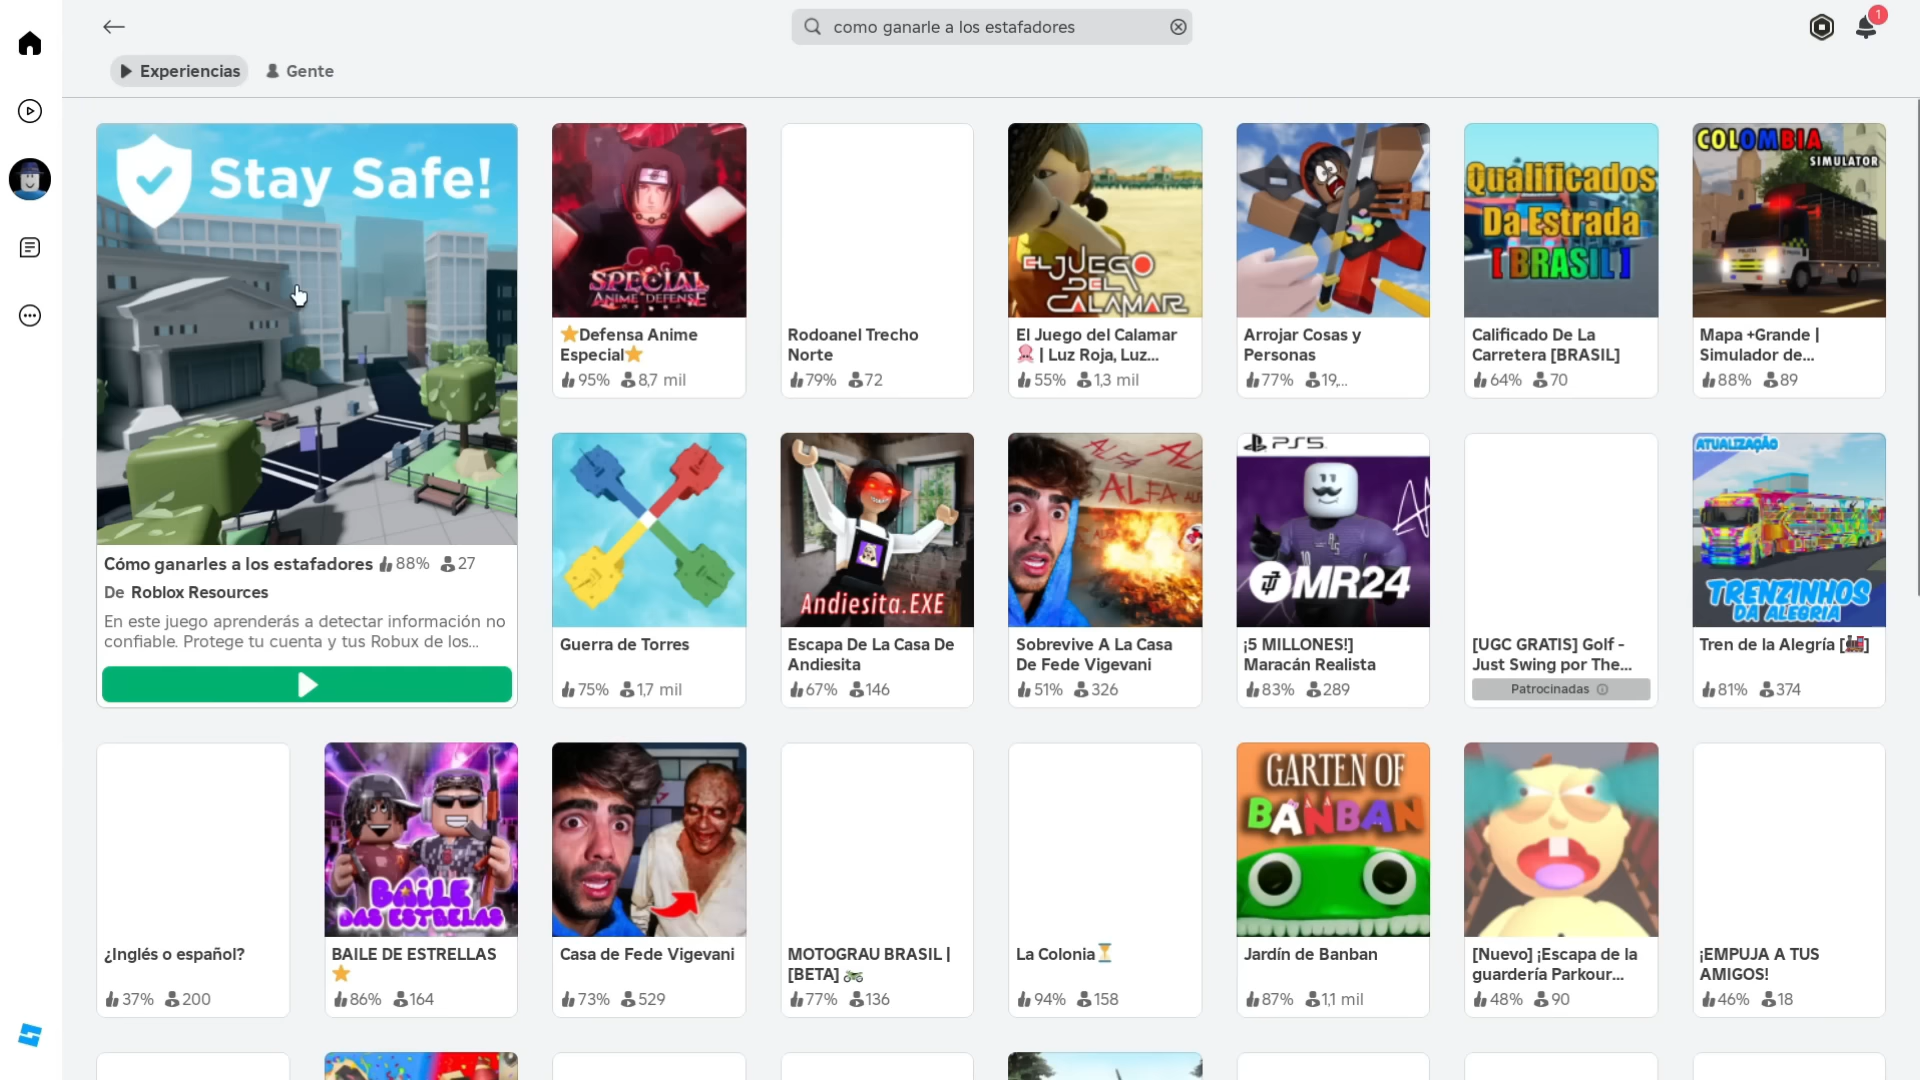 como ganarle a los estafadores
1
Experiencias
Gente
Stay Safe!
Cómo ganarles a los estafadores 88% 27
De Roblox Resources
En este juego aprenderás a detectar información no
confiable. Protege tu cuenta y tus Robux de los...
SPECIAL
ANIME DEFENSE
⭐Defensa Anime
Especial⭐
95% 8,7 mil
Rodoanel Trecho
Norte
79% 72
EL JUEGO
DEL
CALAMAR
El Juego del Calamar
🦑 | Luz Roja, Luz...
55% 1,3 mil
Arrojar Cosas y
Personas
77% 19,...
Qualificados
Da Estrada
[BRASIL]
Calificado De La
Carretera [BRASIL]
64% 70
COLOMBIA
SIMULATOR
Mapa +Grande |
Simulador de...
88% 89
Guerra de Torres
75% 1,7 mil
Andiesita.EXE
Escapa De La Casa De
Andiesita
67% 146
ALFA
Sobrevive A La Casa
De Fede Vigevani
51% 326
PS5
MR24
¡5 MILLONES!]
Maracán Realista
83% 289
[UGC GRATIS] Golf -
Just Swing por The...
Patrocinadas
ATUALIZAÇÃO
TRENZINHOS
DA ALEGRIA
Tren de la Alegría [🚂]
81% 374
¿Inglés o español?
37% 200
BAILE
DAS ESTRELAS
BAILE DE ESTRELLAS
⭐
86% 164
Casa de Fede Vigevani
73% 529
MOTOGRAU BRASIL |
[BETA] 🏍️
77% 136
La Colonia⏳
94% 158
GARTEN OF
BANBAN
Jardín de Banban
87% 1,1 mil
[Nuevo] ¡Escapa de la
guardería Parkour...
48% 90
¡EMPUJA A TUS
AMIGOS!
46% 18